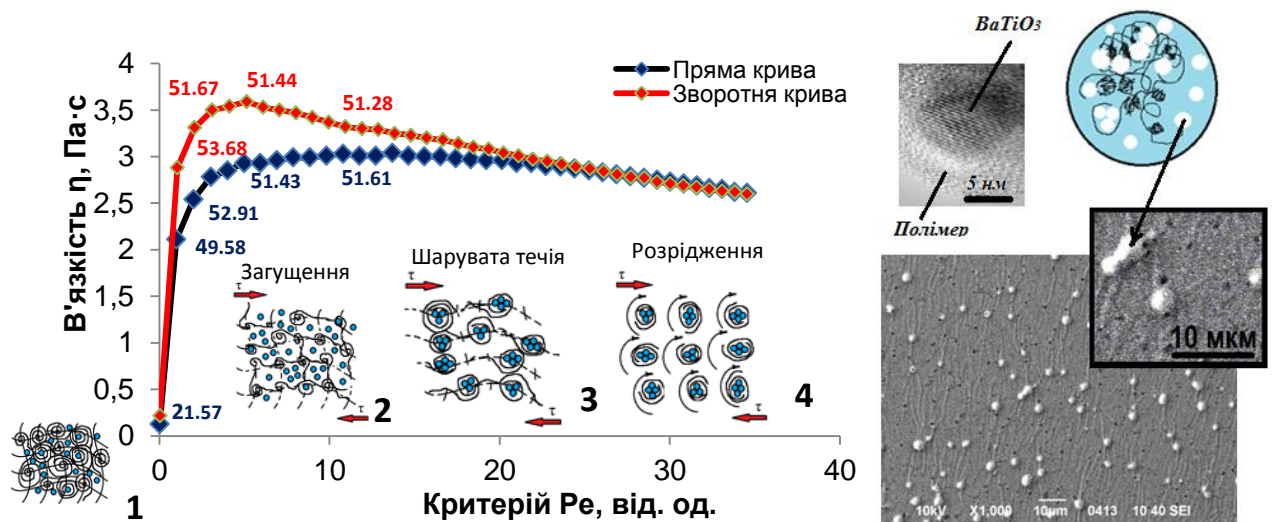 В'язкість η, Па·с
4
3,5
3
2,5
2
1,5
1
0,5
0
0
10
20
30
40
Критерій Ре, від. од.
Пряма крива
Зворотня крива
51.67
51.44
51.28
53.68
51.43
51.61
52.91
49.58
21.57
Загущення
Шарувата течія
Розрідження
τ
τ
τ
τ
τ
τ
1
2
3
4
BaTiO3
5 нм
Полімер
10 мкм
10kV X1,000 10μm 0413 10 40 SEI